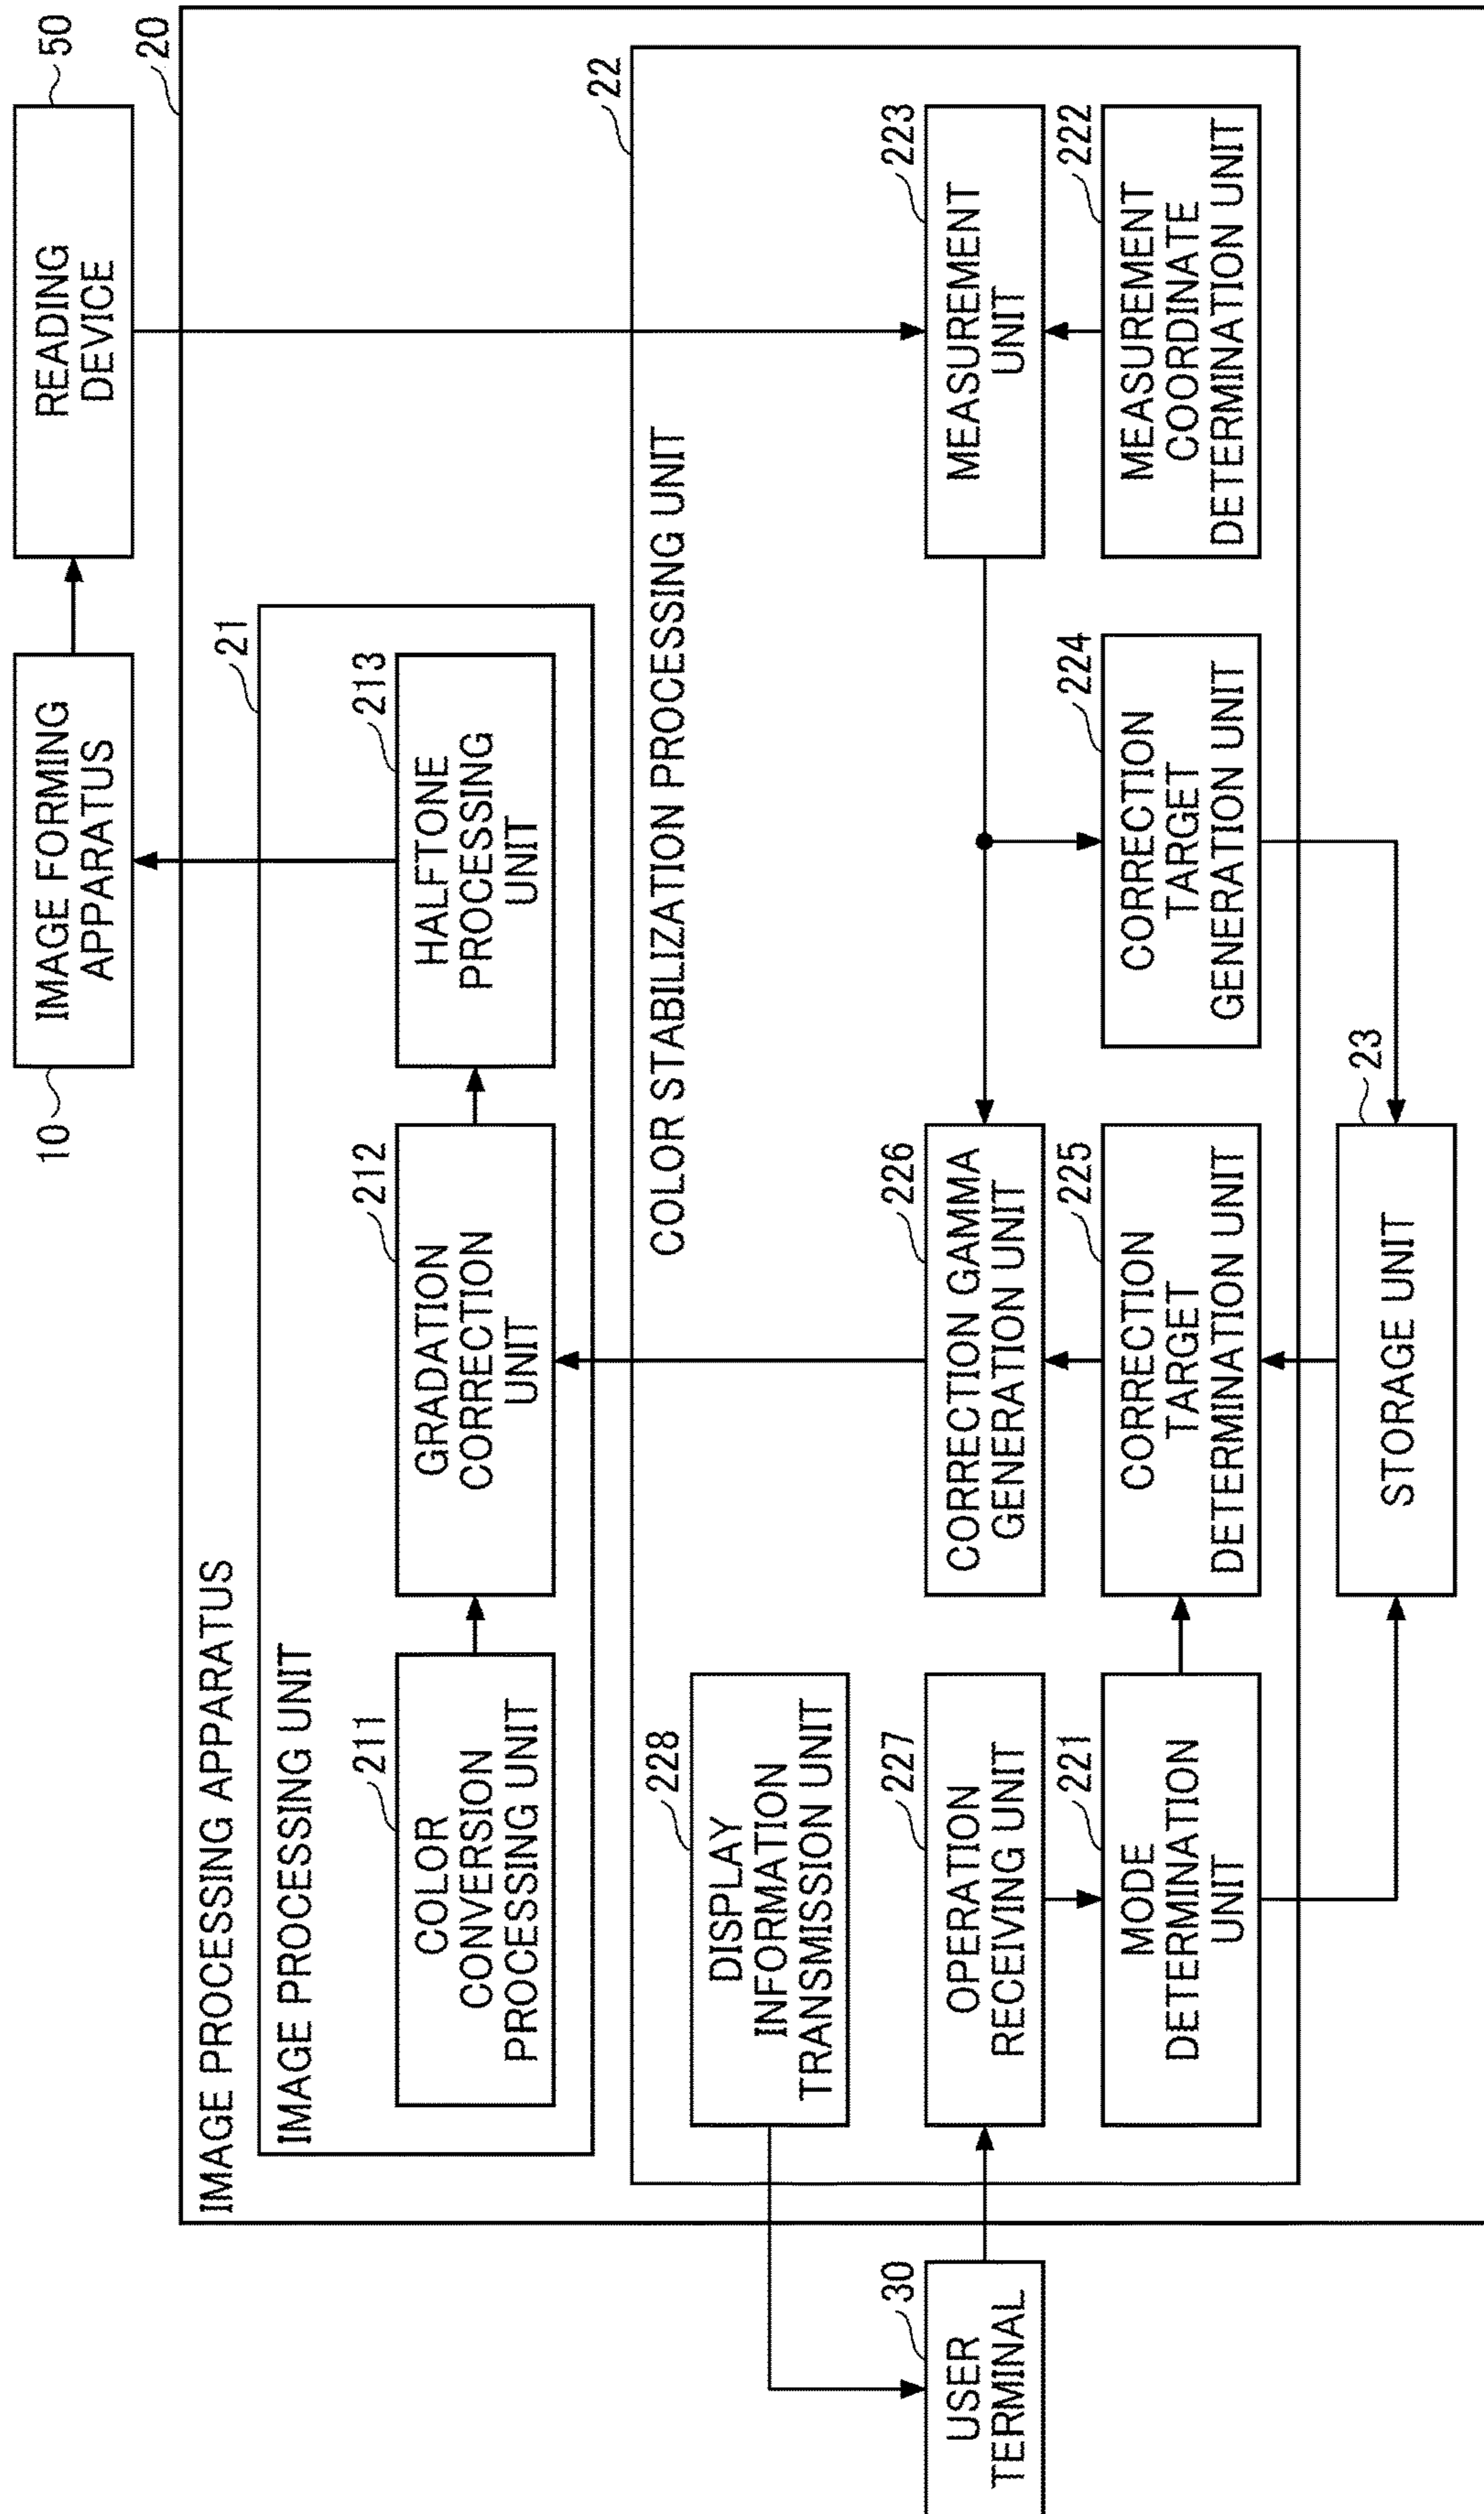 10
IMAGE FORMING
APPARATUS
READING
DEVICE
50
20
IMAGE PROCESSING APPARATUS
21
IMAGE PROCESSING UNIT
211
COLOR
CONVERSION
PROCESSING UNIT
212
GRADATION
CORRECTION
UNIT
213
HALFTONE
PROCESSING
UNIT
22
COLOR STABILIZATION PROCESSING UNIT
228
DISPLAY
INFORMATION
TRANSMISSION UNIT
30
USER
TERMINAL
227
OPERATION
RECEIVING UNIT
226
CORRECTION GAMMA
GENERATION UNIT
223
MEASUREMENT
UNIT
221
MODE
DETERMINATION
UNIT
225
CORRECTION
TARGET
DETERMINATION UNIT
224
CORRECTION
TARGET
GENERATION UNIT
222
MEASUREMENT
COORDINATE
DETERMINATION UNIT
23
STORAGE UNIT